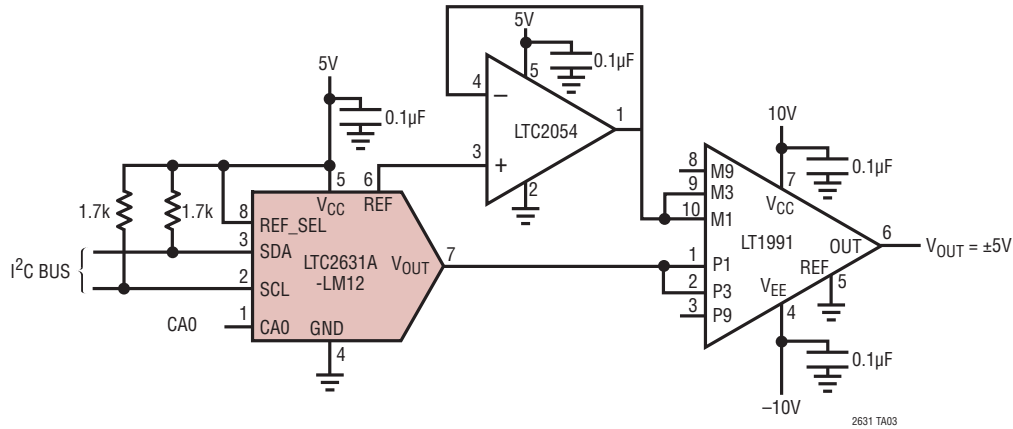 5V
0.1µF
4
–
5
1
LTC2054
3
+
2
5V
0.1µF
10V
0.1µF
8
M9
9
M3
10
M1
7
VCC
LT1991
OUT
6
VOUT = ±5V
REF
5
1
P1
2
P3
3
P9
VEE
4
0.1µF
–10V
1.7k
1.7k
5
6
VCC
REF
8
REF_SEL
3
SDA
LTC2631A
-LM12
VOUT
7
I2C BUS
2
SCL
CA0
1
CA0
GND
4
2631 TA03